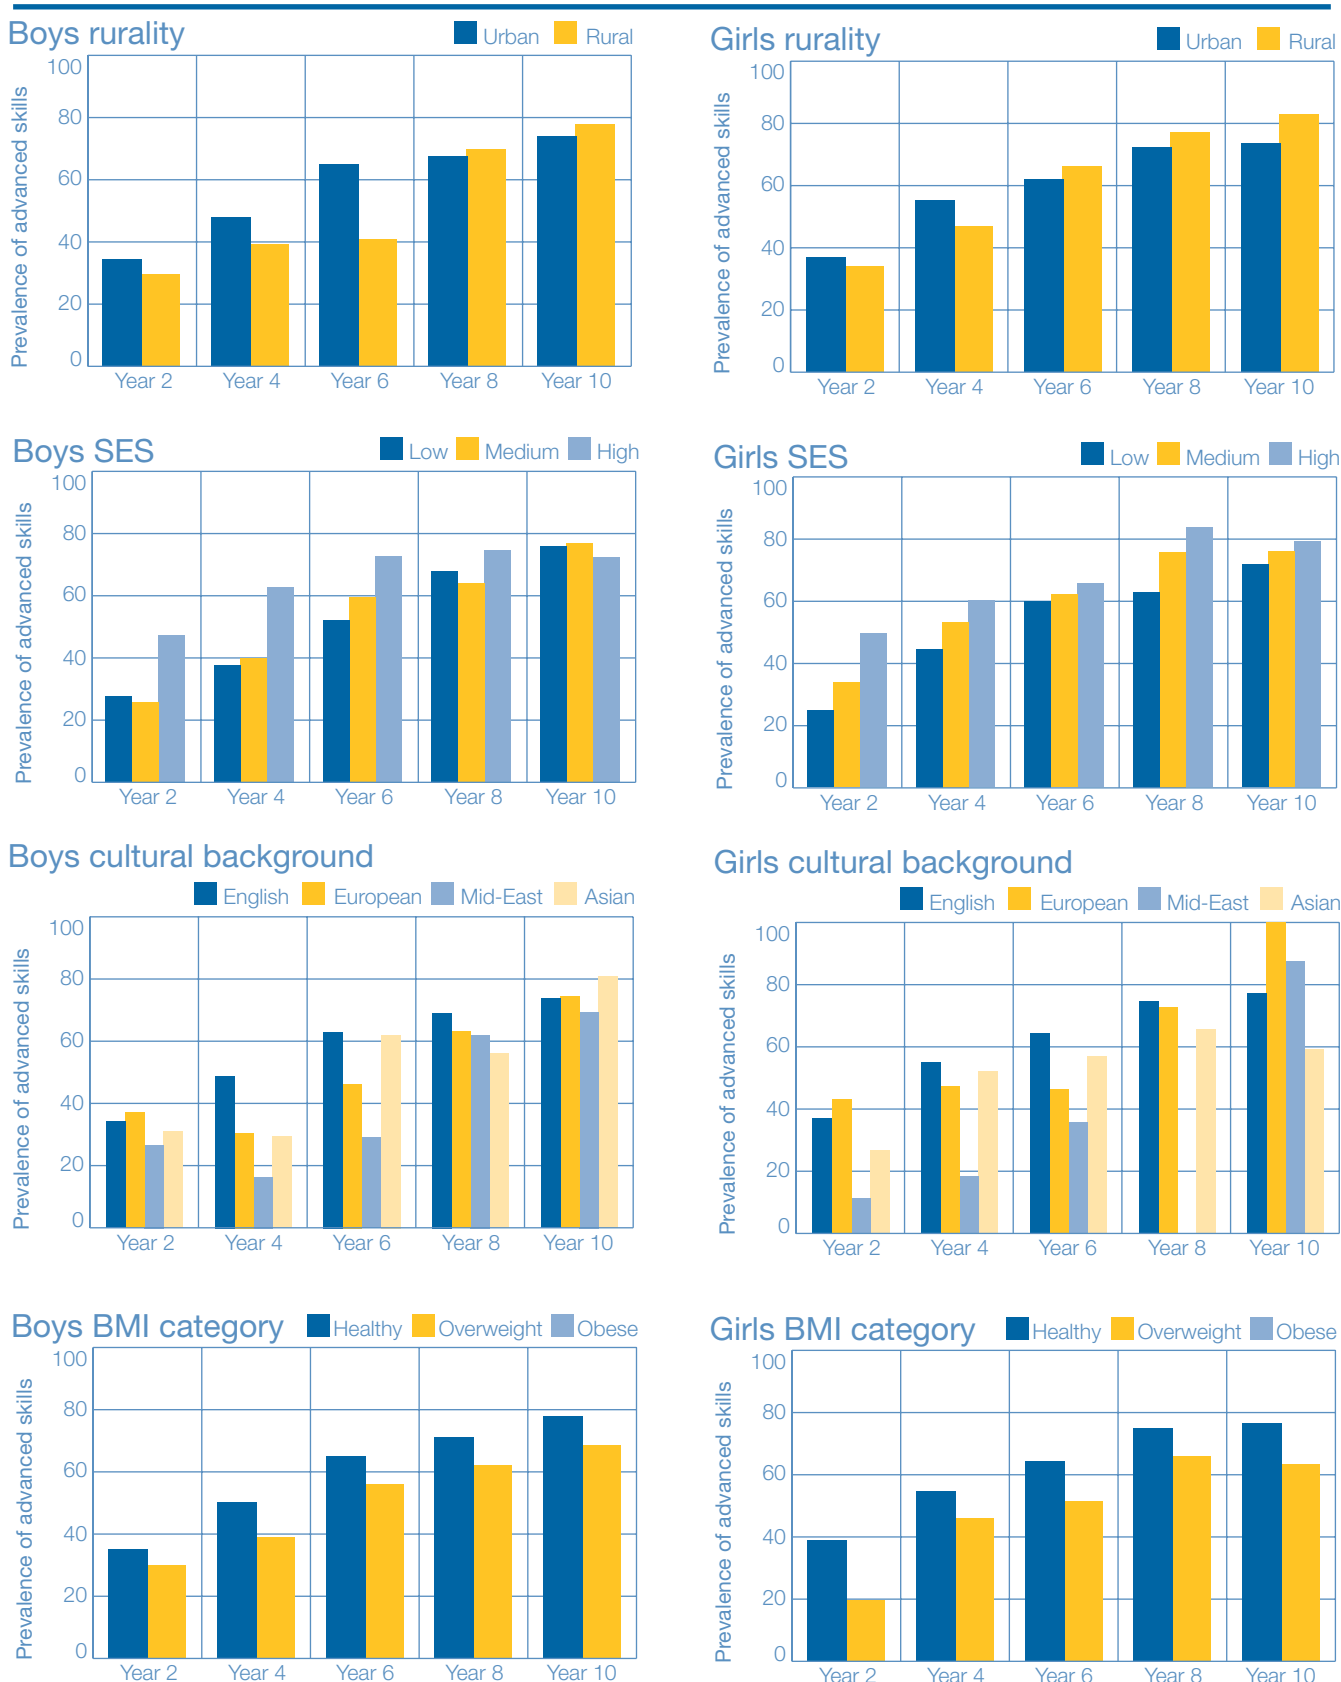 Boys rurality
Urban Rural
Prevalence of advanced skills
100
80
60
40
20
0
Year 2 Year 4 Year 6 Year 8 Year 10
Girls rurality
Urban Rural
Prevalence of advanced skills
100
80
60
40
20
0
Year 2 Year 4 Year 6 Year 8 Year 10
Boys SES
Low Medium High
Prevalence of advanced skills
100
80
60
40
20
0
Year 2 Year 4 Year 6 Year 8 Year 10
Girls SES
Low Medium High
Prevalence of advanced skills
100
80
60
40
20
0
Year 2 Year 4 Year 6 Year 8 Year 10
Boys cultural background
English European Mid-East Asian
Prevalence of advanced skills
100
80
60
40
20
0
Year 2 Year 4 Year 6 Year 8 Year 10
Girls cultural background
English European Mid-East Asian
Prevalence of advanced skills
100
80
60
40
20
0
Year 2 Year 4 Year 6 Year 8 Year 10
Boys BMI category
Healthy Overweight Obese
Prevalence of advanced skills
100
80
60
40
20
0
Year 2 Year 4 Year 6 Year 8 Year 10
Girls BMI category
Healthy Overweight Obese
Prevalence of advanced skills
100
80
60
40
20
0
Year 2 Year 4 Year 6 Year 8 Year 10